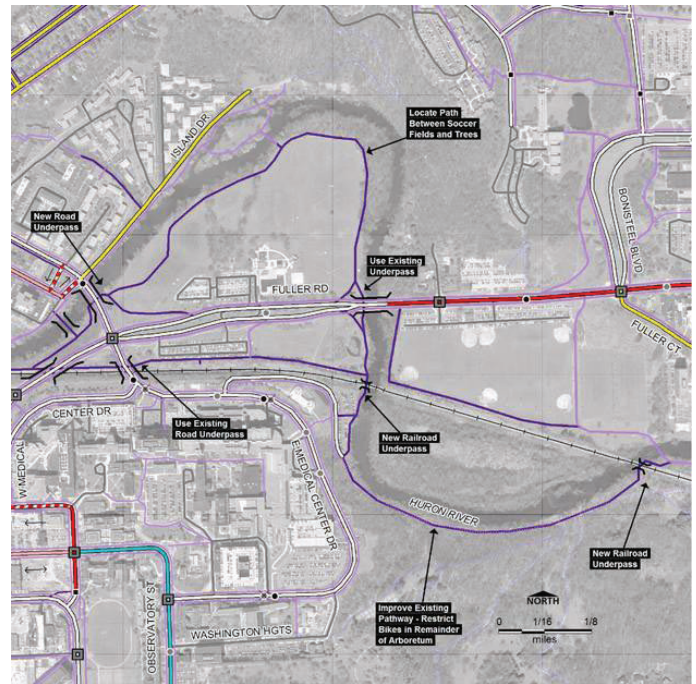 Locate Path
Between Soccer
Fields and Trees
ISLAND DR
New Road
Underpass
BONISTEEL BLVD
Use Existing
Underpass
FULLER RD
FULLER CT
Use Existing
Road Underpass
CENTER DR
W MEDICAL
E MEDICAL CENTER DR
New Railroad
Underpass
HURON RIVER
New Railroad
Underpass
Improve Existing
Pathway - Restrict
Bikes in Remainder
of Arboretum
NORTH
0 1/16 1/8
miles
OBSERVATORY ST
WASHINGTON HGTS